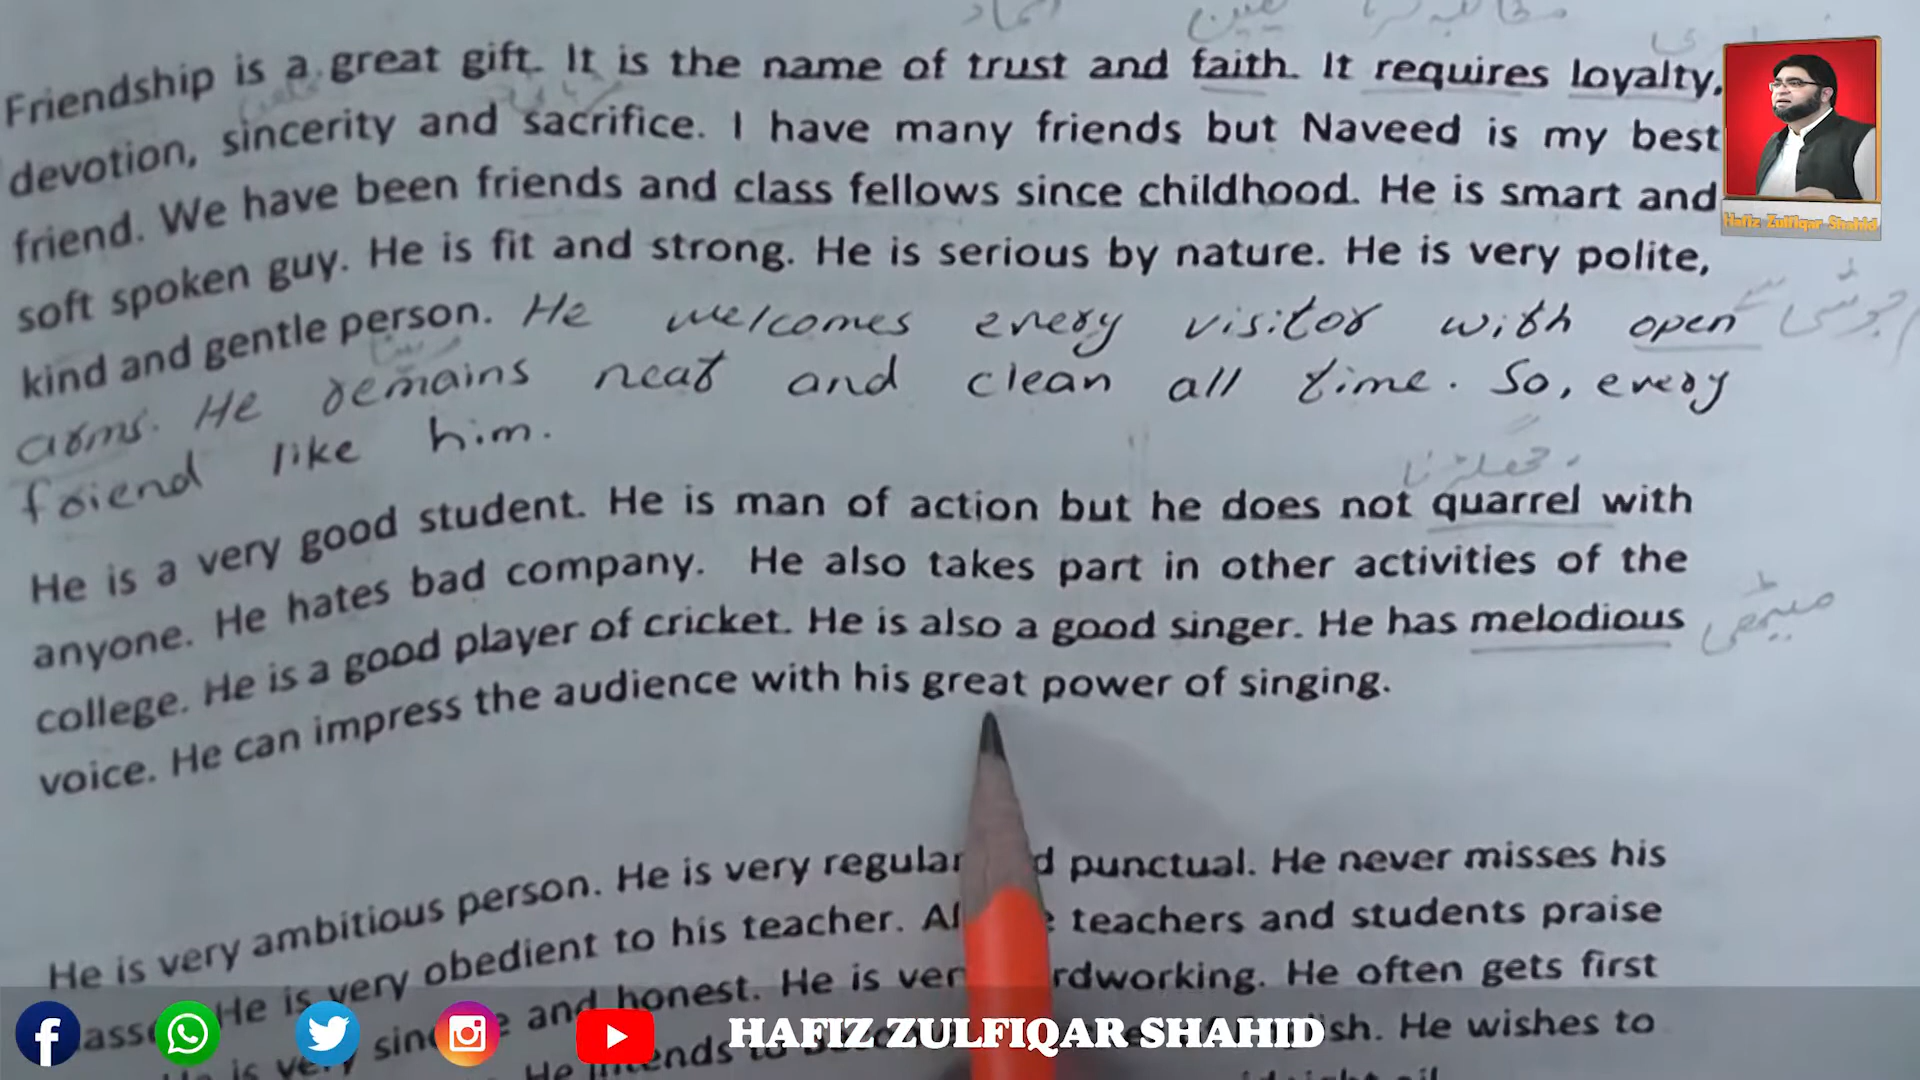 Friendship is a great gift. It is the name of trust and faith. It requires loyalty,
devotion, sincerity and sacrifice. I have many friends but Naveed is my best
friend. We have been friends and class fellows since childhood. He is smart and
soft spoken guy. He is fit and strong. He is serious by nature. He is very polite,
kind and gentle person. He welcomes every visitor with open
arms. He remains neat and clean all time. So, every
friend like him.
He is a very good student. He is man of action but he does not quarrel with
anyone. He hates bad company. He also takes part in other activities of the
college. He is a good player of cricket. He is also a good singer. He has melodious
voice. He can impress the audience with his great power of singing.
He is very ambitious person. He is very regular punctual. He never misses his
He is very obedient to his teacher. teachers and students praise
and honest. He is He often gets first
He wishes to
Hafiz Zulfiqar Shahid
HAFIZ ZULFIQAR SHAHID